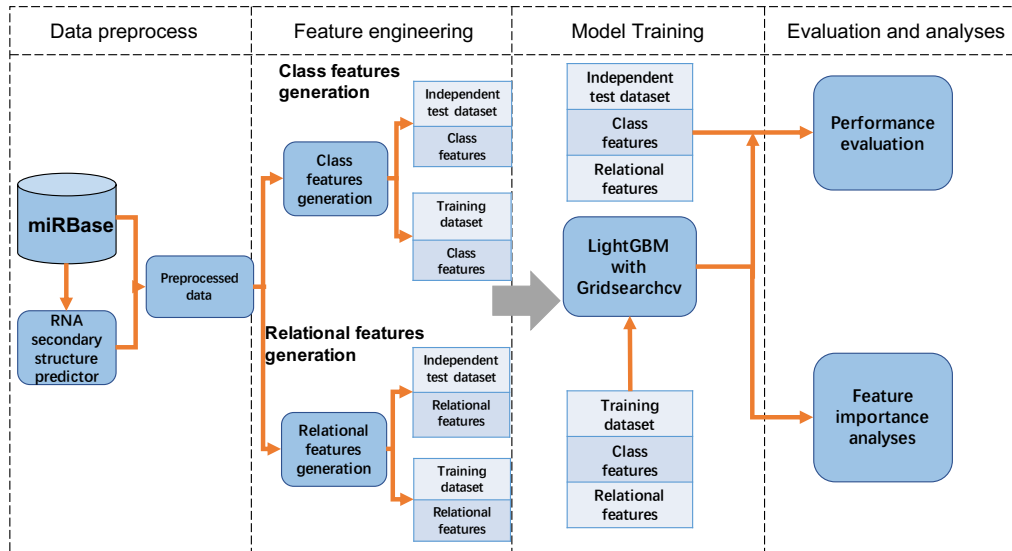 Data preprocess
Feature engineering
Model Training
Evaluation and analyses
miRBase
RNA
secondary
structure
predictor
Preprocessed
data
Class features
generation
Class
features
generation
Independent
test dataset
Class
features
Training
dataset
Class
features
Relational features
generation
Relational
features
generation
Independent
test dataset
Relational
features
Training
dataset
Relational
features
Independent
test dataset
Class
features
Relational
features
LightGBM
with
Gridsearchcv
Training
dataset
Class
features
Relational
features
Performance
evaluation
Feature
importance
analyses